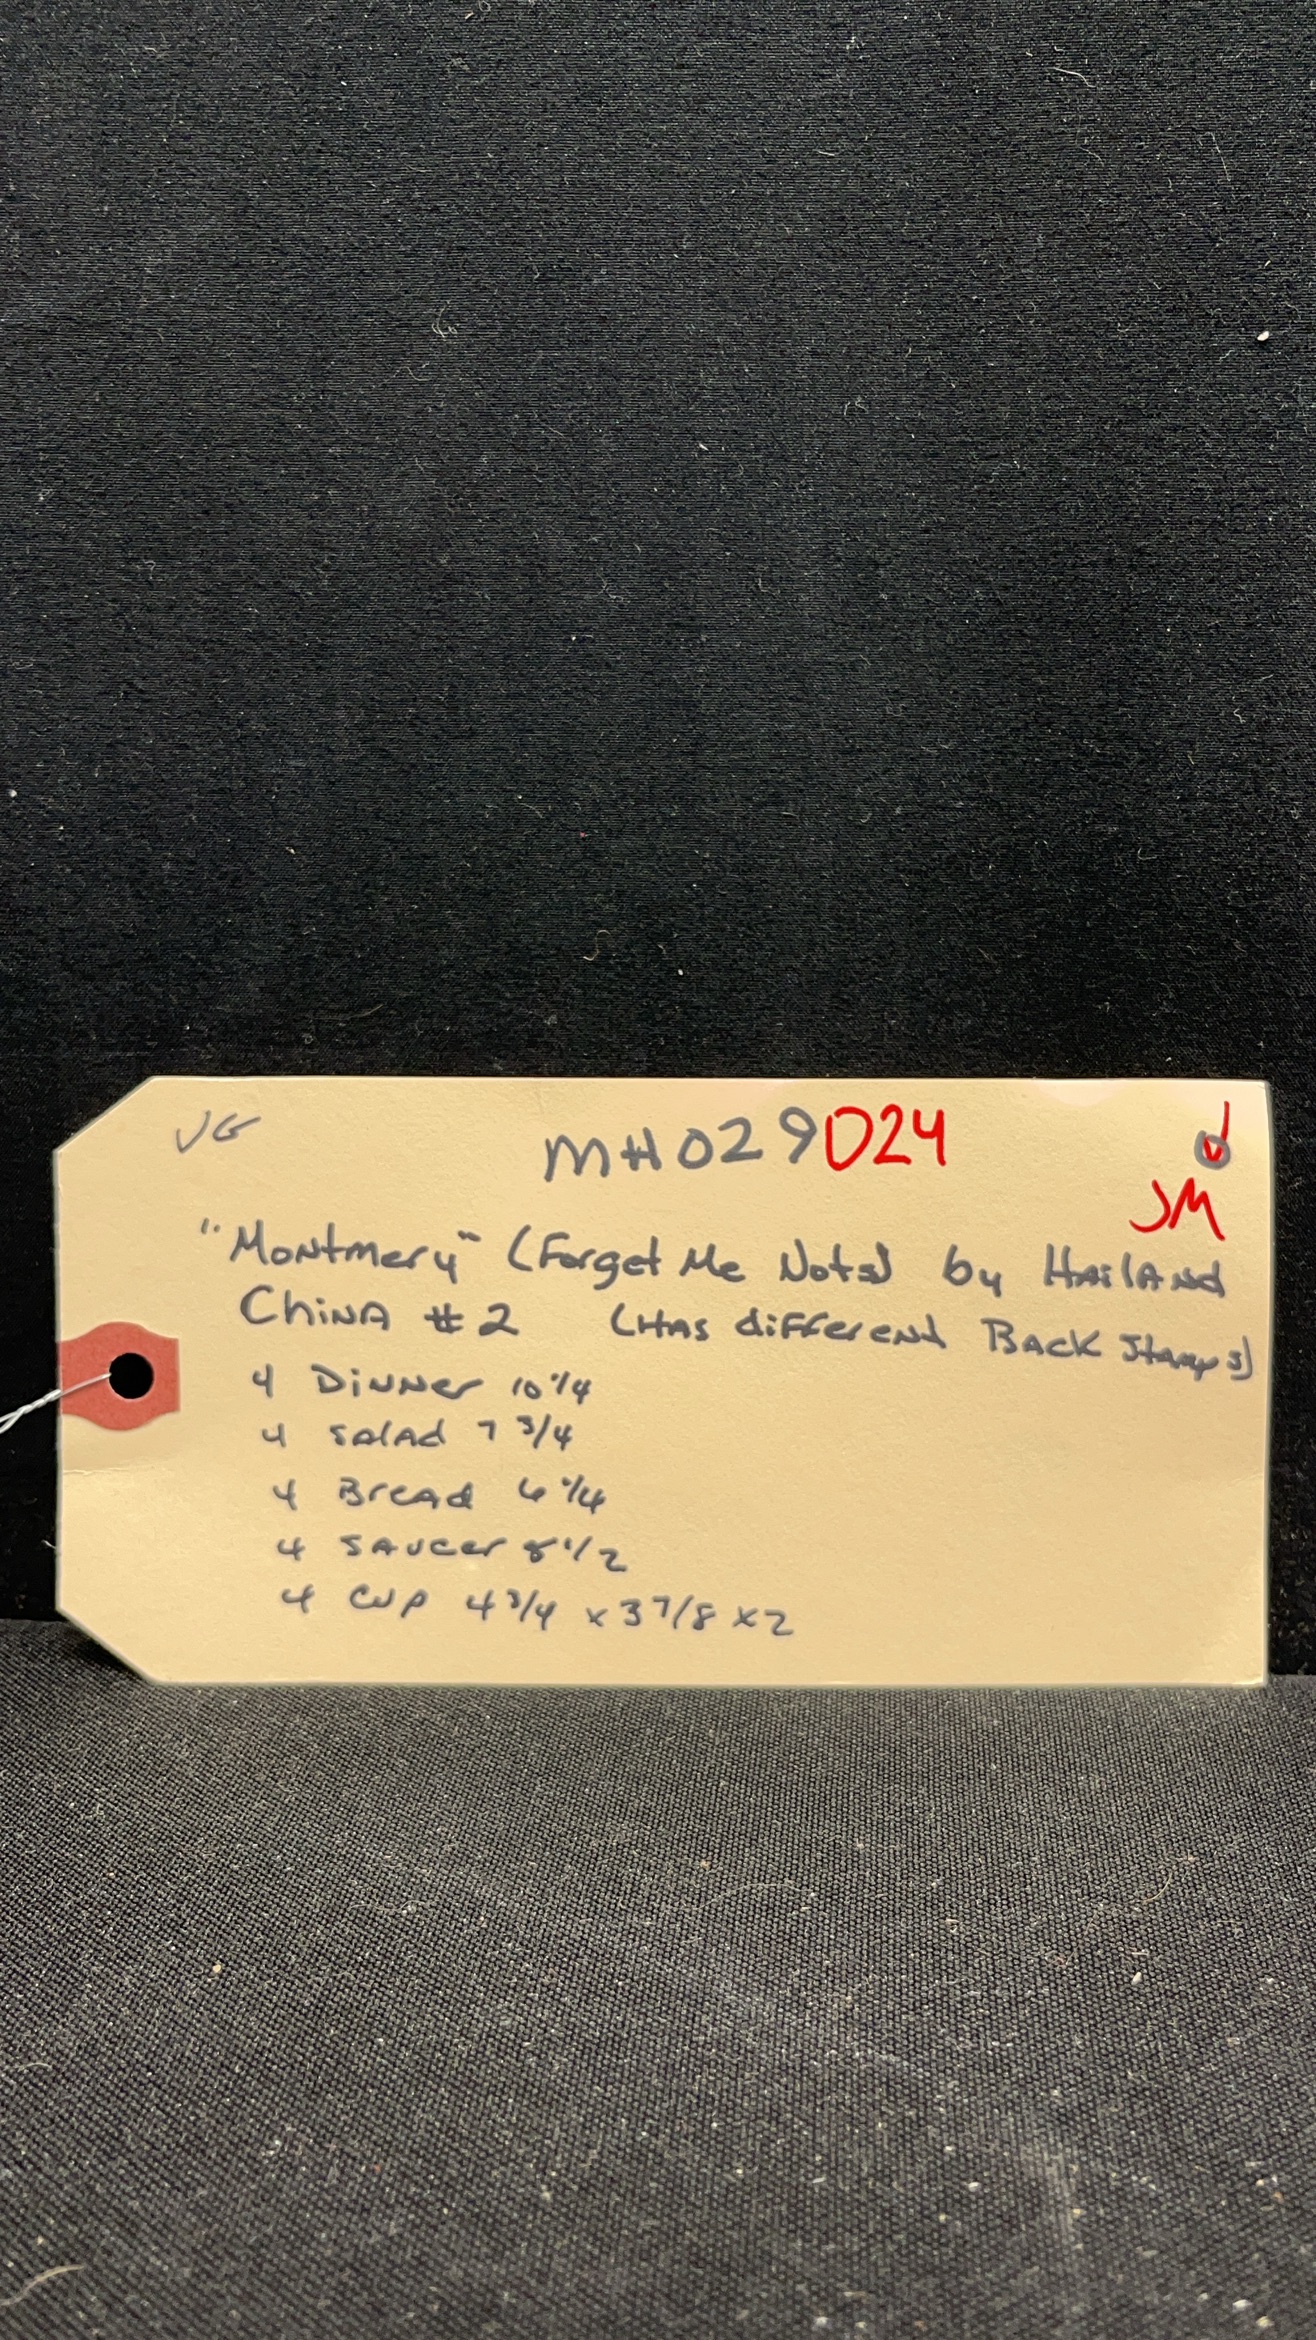 VG MH029D24
JM
"Montmery" (Forget Me Nots) by Hailand
China #2 (Has different Back Stamps)
4 Dinner 10 1/4
4 Salad 7 3/4
4 Bread 6 1/4
4 Saucer 5 1/2
4 Cup 4 3/4 x 3 7/8 x 2